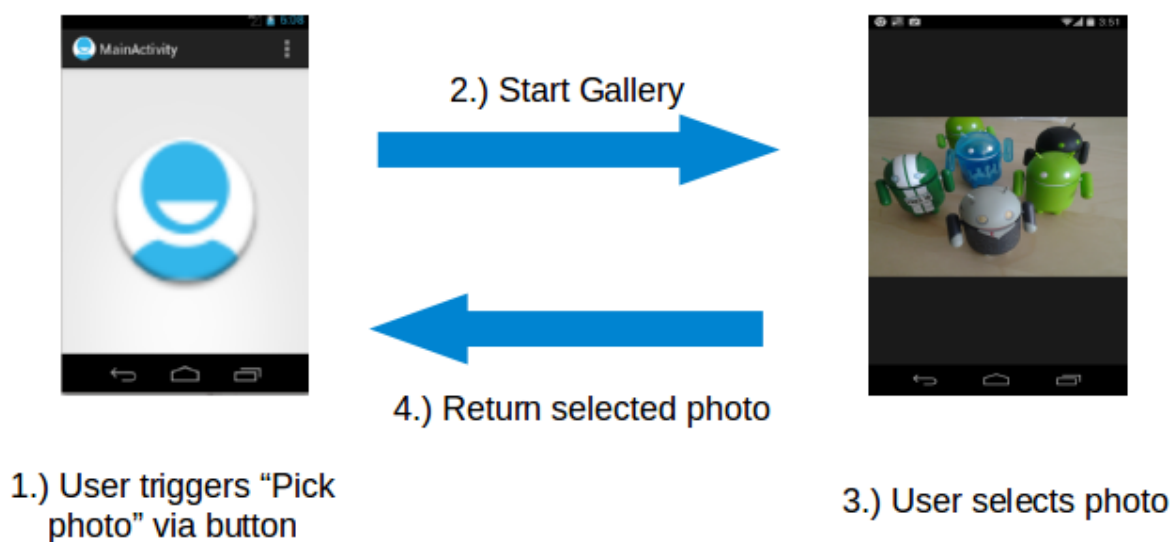 6:08
MainActivity
3:51
2.) Start Gallery
4.) Return selected photo
1.) User triggers “Pick
photo” via button
3.) User selects photo